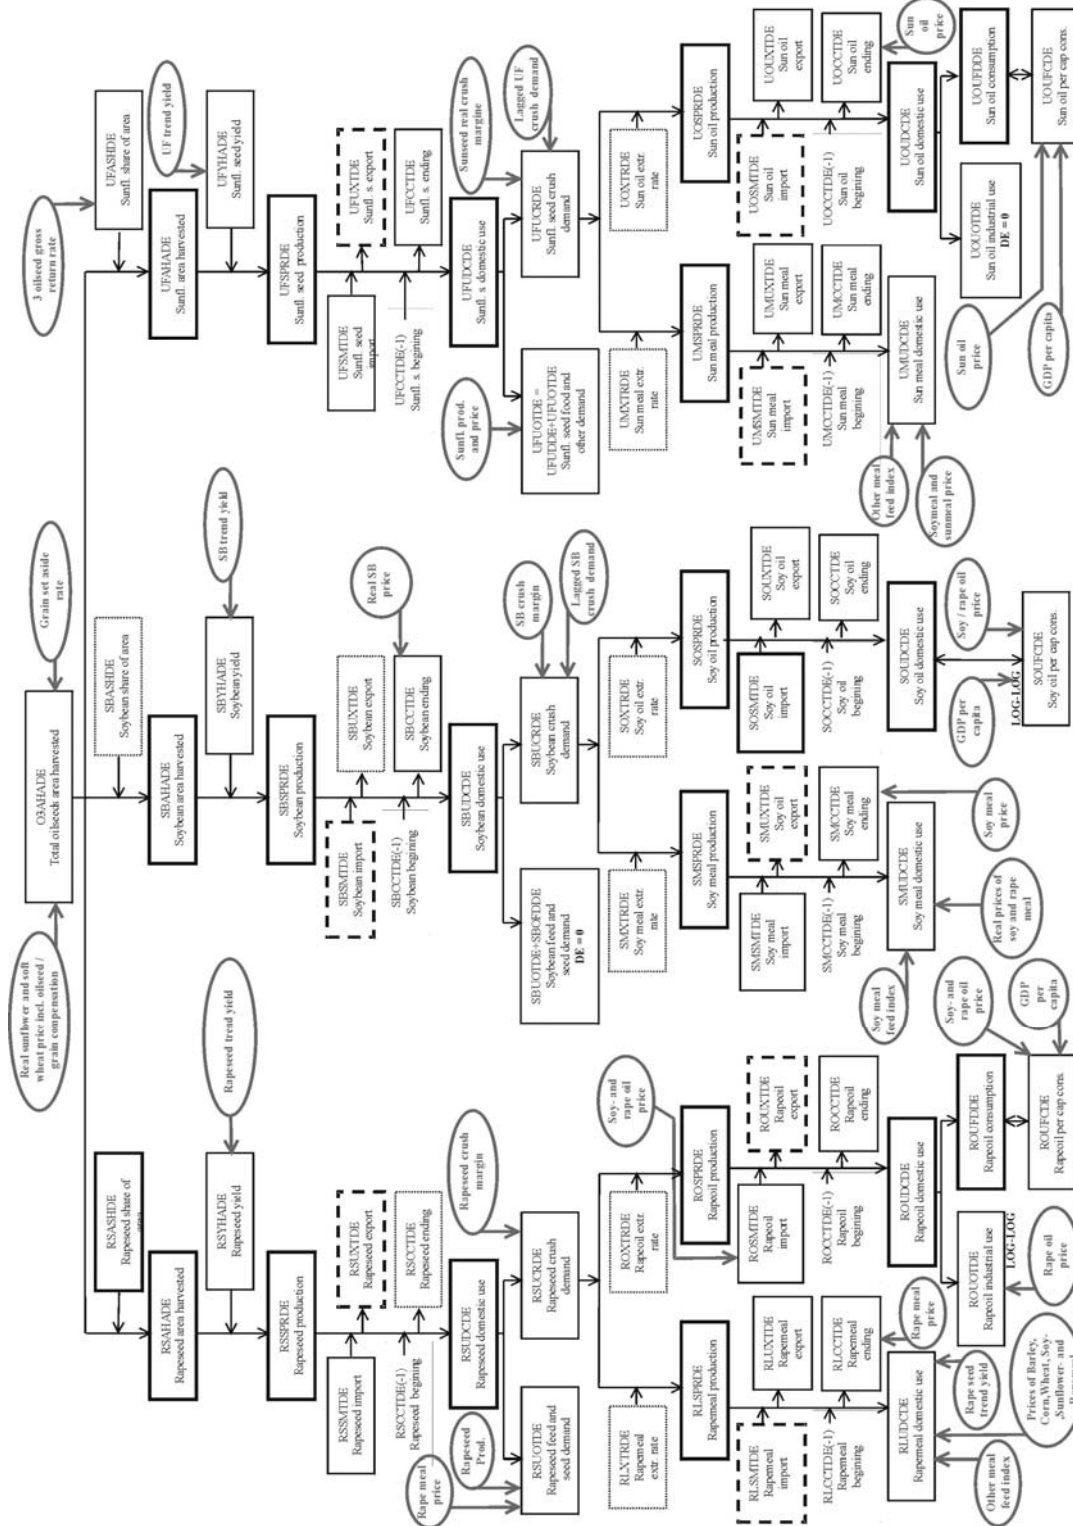 Real sunflower and soft
wheat price incl. oilseed /
grain compensation
O3AHADE
Total oilseeds area harvested
Grain set aside
rate
3 oilseed gross
return rate
RSASHDE
Rapeseed share of
area
RSAHADE
Rapeseed area harvested
Rapeseed tread yield
RSYHADE
Rapeseed yield
RSSPRDE
Rapeseed production
RSSMTDE
Rapeseed import
RSUXTDE
Rapeseed export
RSCCTDE(-1)
Rapeseed begining
RSCCTDE
Rapeseed ending
RSUDCDE
Rapeseed domestic use
Rape meal
price
Rapeseed
Prod.
RSUOTDE
Rapeseed feed and
seed demand
Rapeseed crush
margin
RSUCRDE
Rapeseed crush
demand
RLXTRDE
Rapemeal
extr. rate
ROXTRDE
Rapeoil extr.
rate
Soy- and
rape oil
price
RLSPRDE
Rapemeal production
ROSPRDE
Rapeoil production
RLSMTDE
Rapemeal
import
RLUXTDE
Rapemeal
export
RLCCTDE(-1)
Rapemeal
begining
RLCCTDE
Rapemeal
ending
RLUDCDE
Rapemeal domestic use
Other meal
feed index
Rape meal
price
Rape seed
trend yield
Prices of Barley,
Corn,Wheat, Soy-
,Sunflower- and
ROSMTDE
Rapeoil
import
ROUXTDE
Rapeoil
export
ROCCTDE(-1)
Rapeoil
begining
ROCCTDE
Rapeoil
ending
ROUDCDE
Rapeoil domestic use
ROUOTDE
Rapeoil industrial use
LOG-LOG
Rape oil
price
ROUFDDE
Rapeoil consumption
ROUFCDE
Rapeoil per cap cons.
Soy- and
rape oil
price
GDP
per
capita
SBASHDE
Soybean share of area
SBAHADE
Soybean area harvested
SB trend yield
SBYHADE
Soybean yield
SBSPRDE
Soybean production
SBSMTDE
Soybean import
SBUXTDE
Soybean export
Real SB
price
SBCCTDE(-1)
Soybean begining
SBCCTDE
Soybean ending
SBUDCDE
Soybean domestic use
SBUOTDE+SBOFDDE
Soybean feed and
seed demand
DE = 0
SBUCRDE
Soybean crush
demand
SB crush
margin
Lagged SB
crush demand
SMXTRDE
Soy meal extr.
rate
SOXTRDE
Soy oil extr.
rate
SMSPRDE
Soy meal production
SOSPRDE
Soy oil production
SMSMTDE
Soy meal
import
SMUXTDE
Soy oil
export
SMCCTDE(-1)
Soy meal
begining
SMCCTDE
Soy meal
ending
SMUDCDE
Soy meal domestic use
Soy meal
feed index
Real prices of
soy and rape
meal
Soy meal
price
SOSMTDE
Soy oil
import
SOUXTDE
Soy oil
export
SOCCTDE(-1)
Soy oil
begining
SOCCTDE
Soy oil
ending
SOUDCDE
Soy oil domestic use
GDP per
capita
LOG-LOG
Soy / rape oil
price
SOUFCDE
Soy oil per cap cons.
UFASHDE
Sunfl. share of area
UFAHADE
Sunfl. area harvested
UF trend yield
UFYHADE
Sunfl. seed yield
UFSPRDE
Sunfl. seed production
UFSMTDE
Sunfl. seed
import
UFUXTDE
Sunfl. s. export
UFCCTDE(-1)
Sunfl. s. begining
UFCCTDE
Sunfl. s. ending
UFUDCDE
Sunfl. s. domestic use
Sunfl. prod.
and price
UFUOTDE =
UFUDDE+UFUOTDE
Sunfl. seed food and
other demand
Sunseed real crush
margine
Lagged UF
crush demand
UFUCRDE
Sunfl. seed crush
demand
UMXTRDE
Sun meal extr.
rate
UOXTRDE
Sun oil extr.
rate
UMSPRDE
Sun meal production
UOSPRDE
Sun oil production
UMSMTDE
Sun meal
import
UMUXTDE
Sun meal
export
UMCCTDE(-1)
Sun meal
begining
UMCCTDE
Sun meal
ending
UMUDCDE
Sun meal domestic use
Other meal
feed index
Soymeal and
sunmeal price
UOSMTDE
Sun oil
import
UOUXTDE
Sun oil
export
UOCCTDE(-1)
Sun oil
begining
UOCCTDE
Sun oil
ending
Sun
oil
price
UOUDCDE
Sun oil domestic use
UOUOTDE
Sun oil industrial use
DE = 0
UOUFDDE
Sun oil consumption
UOUFCDE
Sun oil per cap cons.
Sun oil
price
GDP per capita